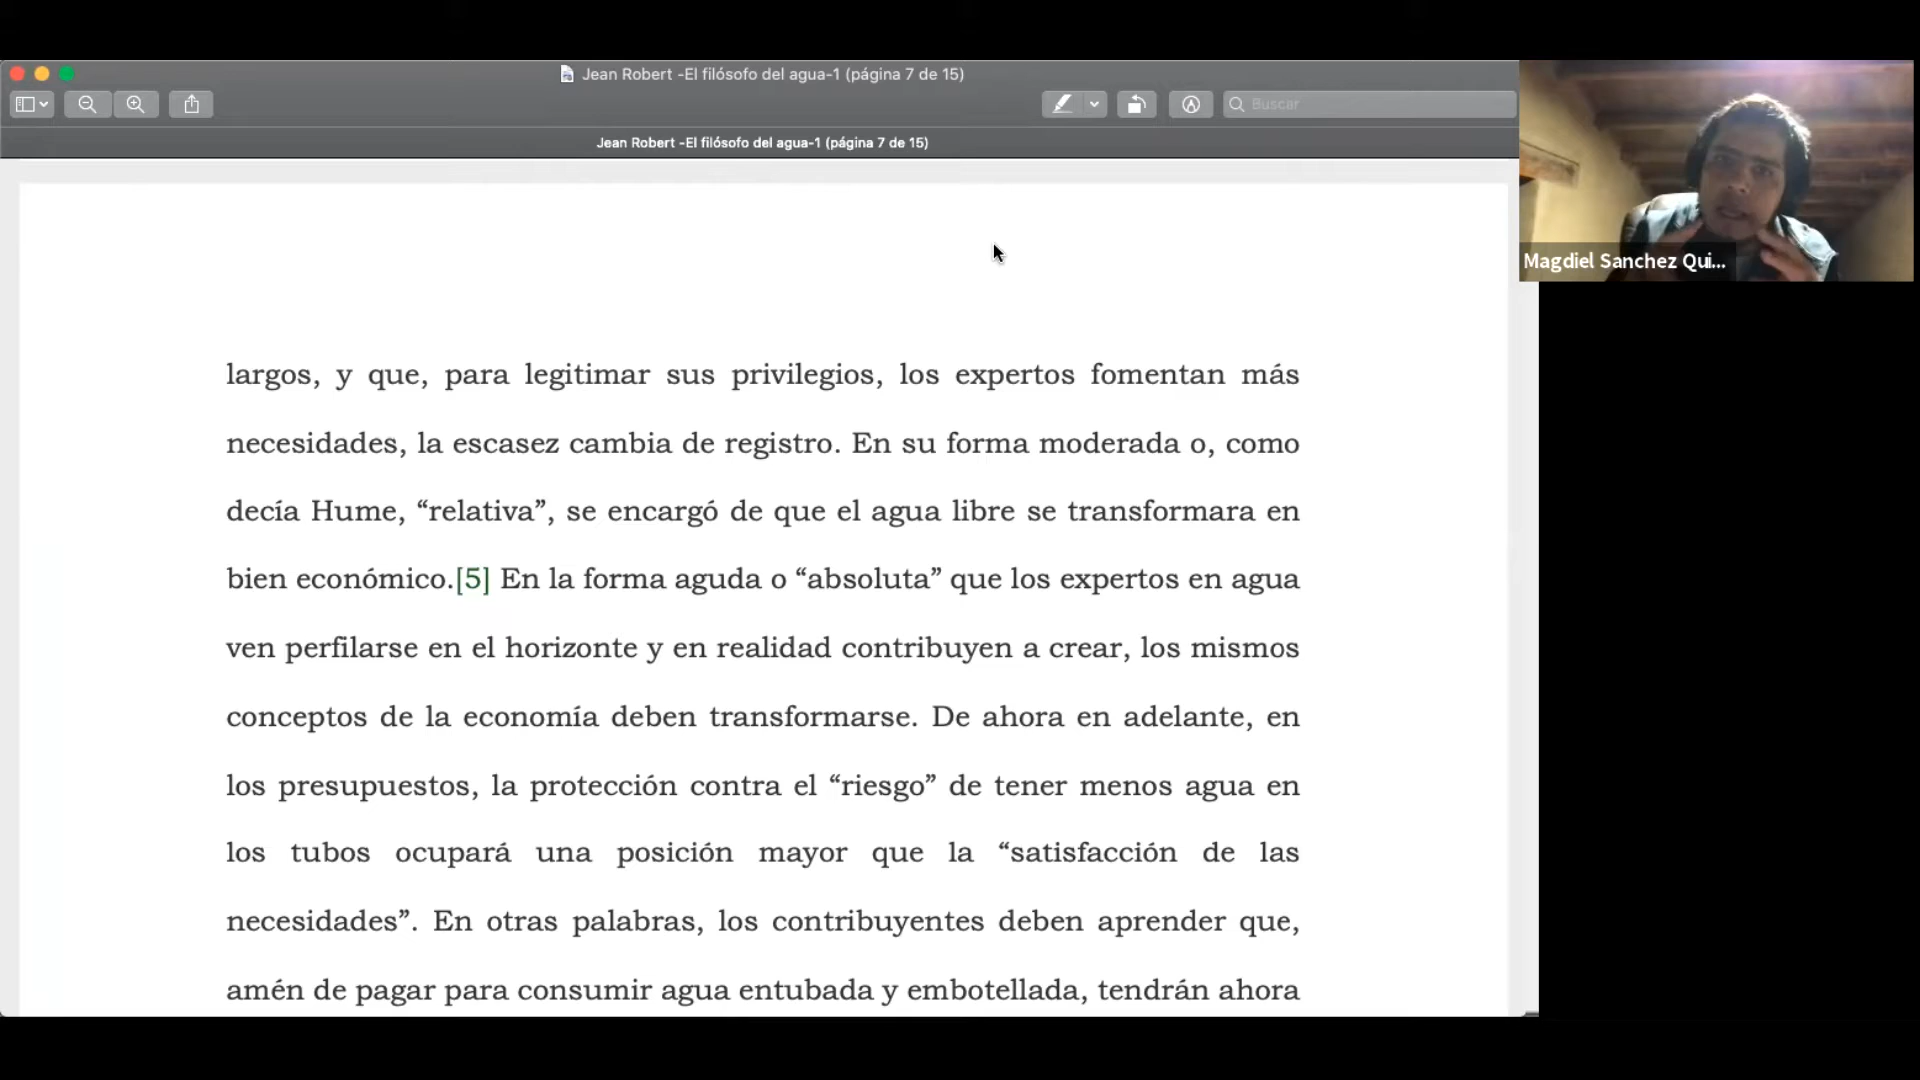 Jean Robert -El filósofo del agua-1 (página 7 de 15)
Buscar
Jean Robert -El filósofo del agua-1 (página 7 de 15)
Magdiel Sanchez Qui...
largos, y que, para legitimar sus privilegios, los expertos fomentan más
necesidades, la escasez cambia de registro. En su forma moderada o, como
decía Hume, “relativa”, se encargó de que el agua libre se transformara en
bien económico.[5] En la forma aguda o “absoluta” que los expertos en agua
ven perfilarse en el horizonte y en realidad contribuyen a crear, los mismos
conceptos de la economía deben transformarse. De ahora en adelante, en
los presupuestos, la protección contra el “riesgo” de tener menos agua en
los tubos ocupará una posición mayor que la “satisfacción de las
necesidades”. En otras palabras, los contribuyentes deben aprender que,
amén de pagar para consumir agua entubada y embotellada, tendrán ahora